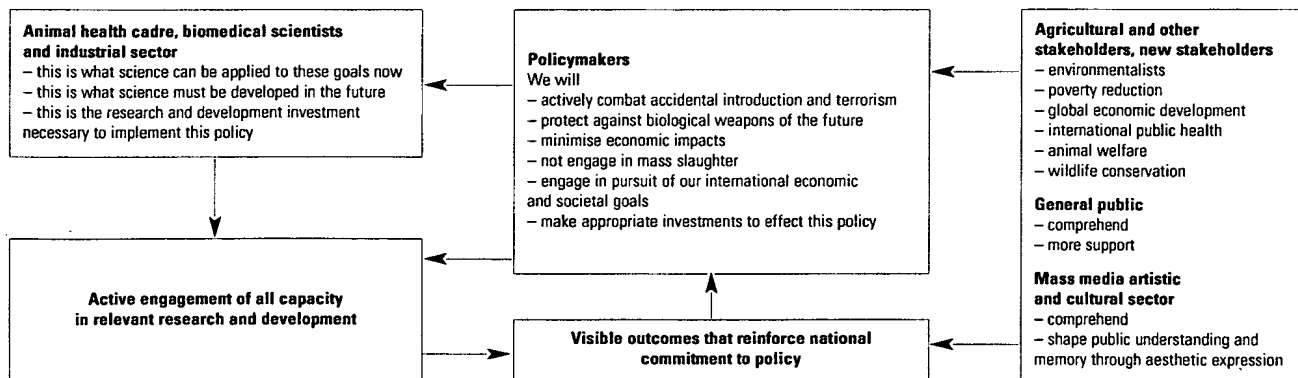 Animal health cadre, biomedical scientists
and industrial sector
– this is what science can be applied to these goals now
– this is what science must be developed in the future
– this is the research and development investment
necessary to implement this policy
Policymakers
We will
– actively combat accidental introduction and terrorism
– protect against biological weapons of the future
– minimise economic impacts
– not engage in mass slaughter
– engage in pursuit of our international economic
and societal goals
– make appropriate investments to effect this policy
Agricultural and other
stakeholders, new stakeholders
– environmentalists
– poverty reduction
– global economic development
– international public health
– animal welfare
– wildlife conservation
General public
– comprehend
– more support
Mass media artistic
and cultural sector
– comprehend
– shape public understanding and
memory through aesthetic expression
Active engagement of all capacity
in relevant research and development
Visible outcomes that reinforce national
commitment to policy